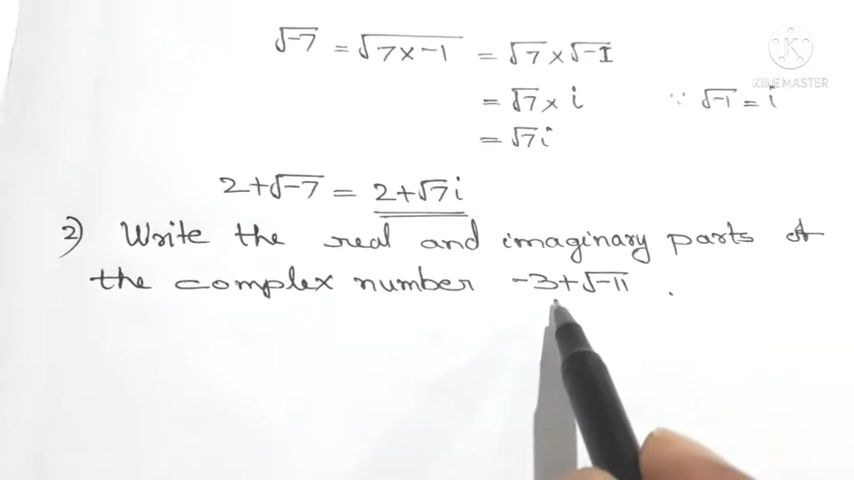 √-7 = √7×-1 = √7 × √-1
= √7 × i ∵ √-1 = i
= √7i
2+√-7 = 2+√7i
2) Write the real and imaginary parts of
the complex number -3+√-11 .
KINEMASTER